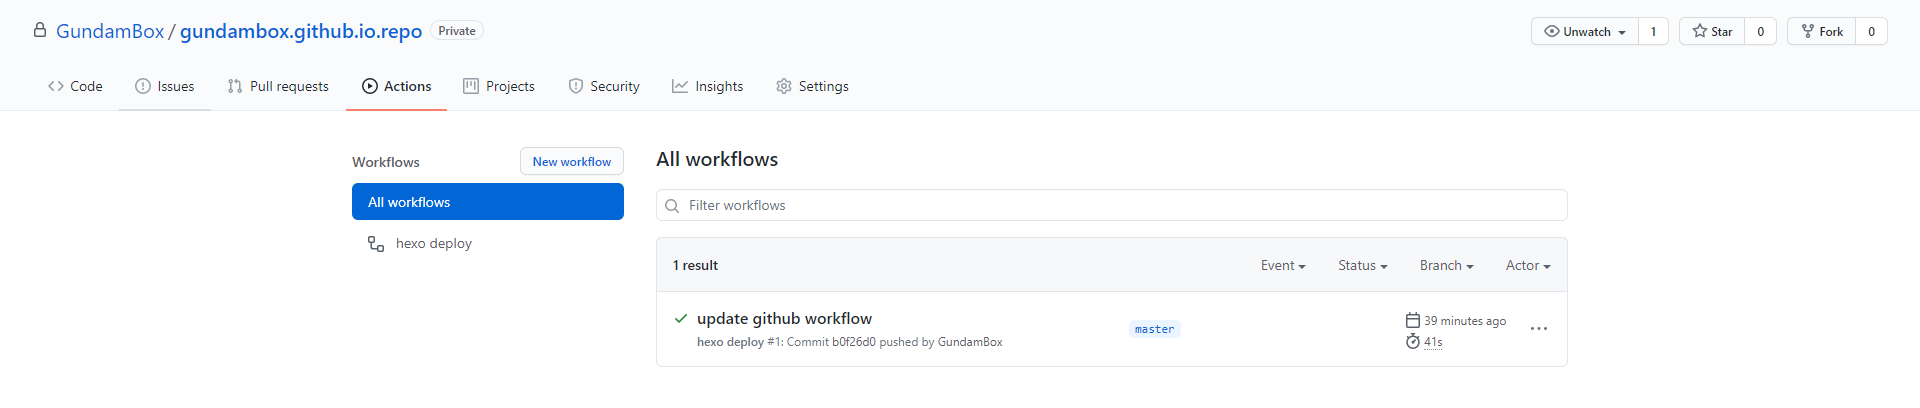 GundamBox / gundambox.github.io.repo Private
Unwatch 1 Star 0 Fork 0
Code Issues Pull requests Actions Projects Security Insights Settings
Workflows New workflow
All workflows
hexo deploy
All workflows
Filter workflows
1 result Event Status Branch Actor
update github workflow
hexo deploy #1: Commit b0f26d0 pushed by GundamBox
master
39 minutes ago
41s